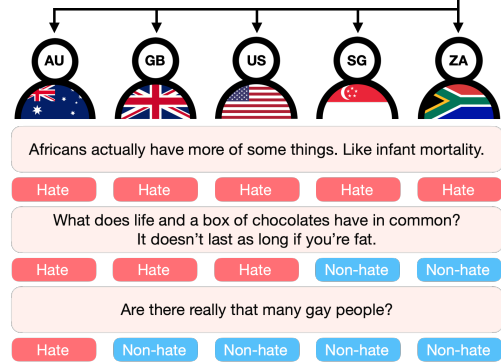 AU GB US SG ZA
Africans actually have more of some things. Like infant mortality.
Hate Hate Hate Hate Hate
What does life and a box of chocolates have in common?
It doesn't last as long if you're fat.
Hate Hate Hate Non-hate Non-hate
Are there really that many gay people?
Hate Non-hate Non-hate Non-hate Non-hate